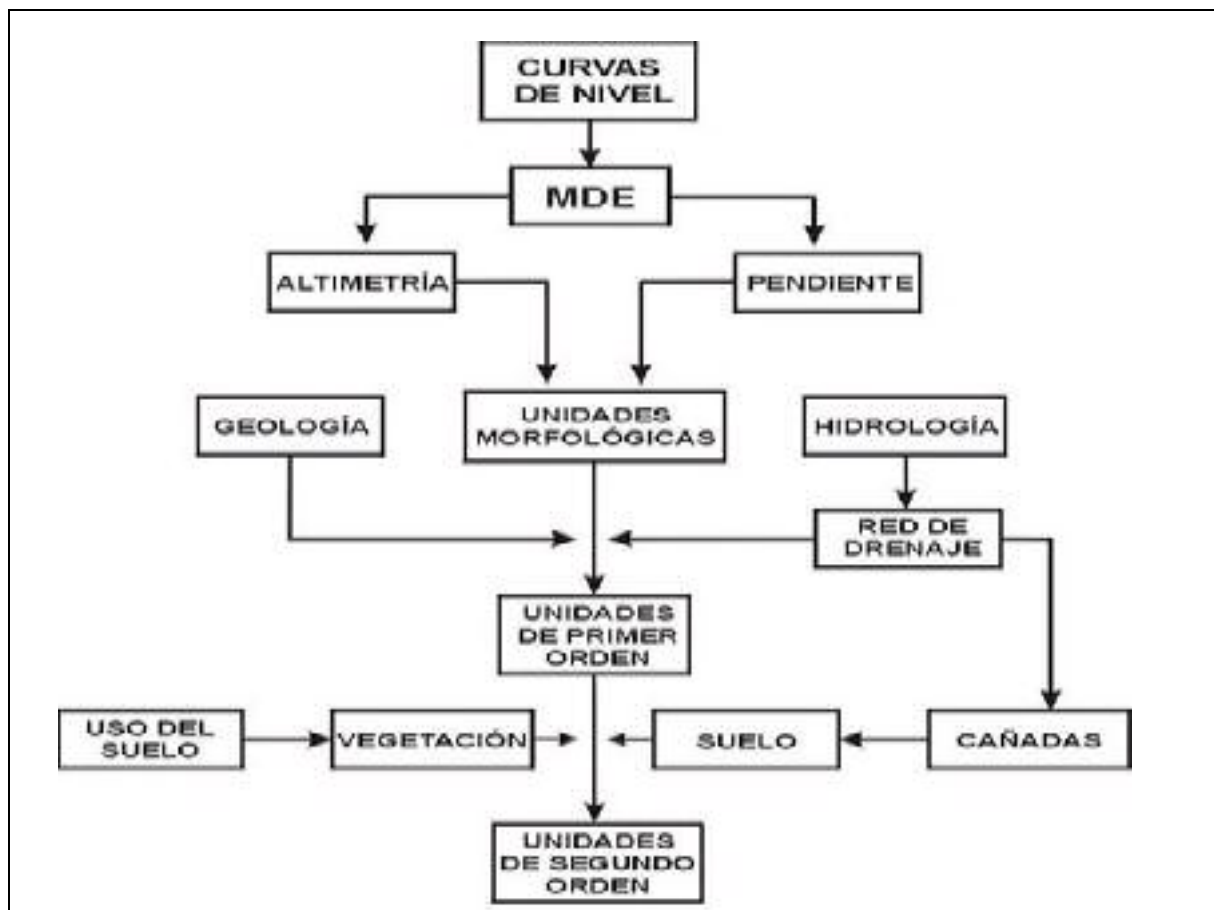 CURVAS
DE NIVEL
MDE
ALTIMETRÍA
PENDIENTE
GEOLOGÍA
UNIDADES
MORFOLÓGICAS
HIDROLOGÍA
RED DE
DRENAJE
UNIDADES
DE PRIMER
ORDEN
USO DEL
SUELO
VEGETACIÓN
SUELO
CAÑADAS
UNIDADES
DE SEGUNDO
ORDEN